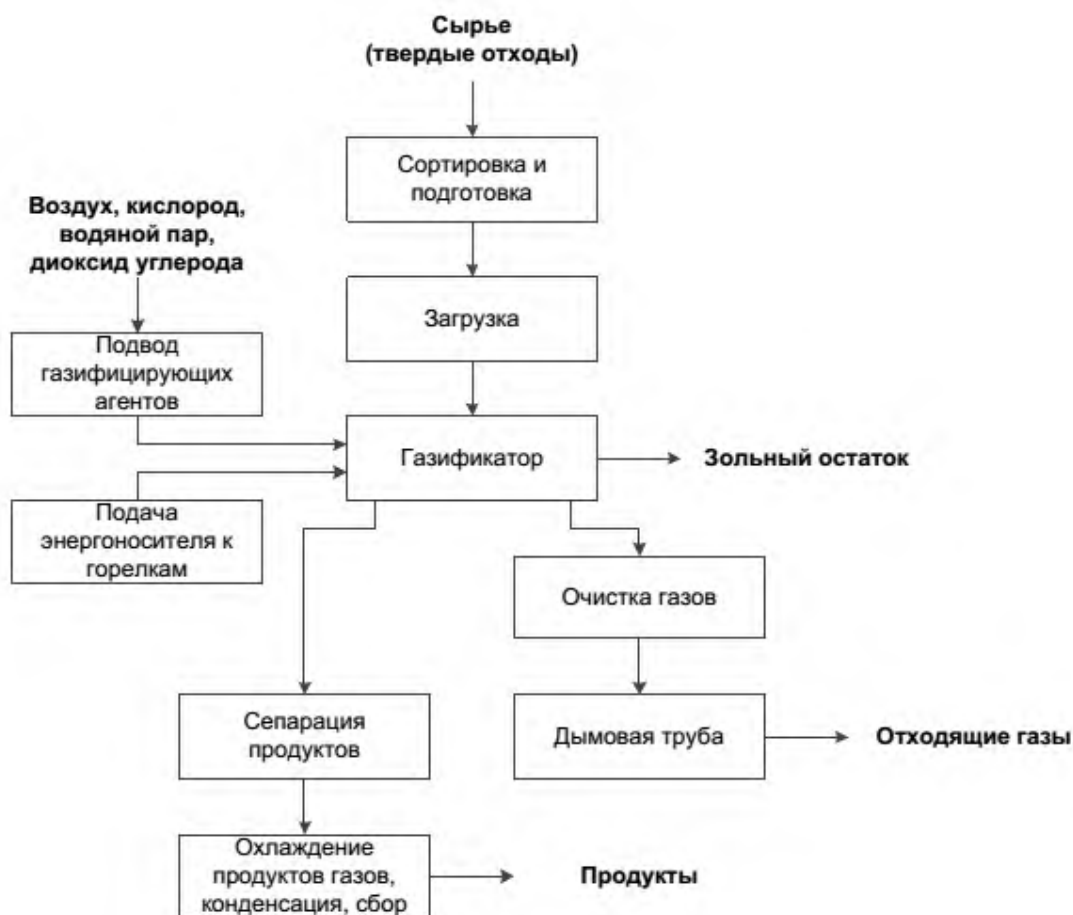 Сырье
(твердые отходы)
Сортировка и
подготовка
Воздух, кислород,
водяной пар,
диоксид углерода
Загрузка
Подвод
газифицирующих
агентов
Газификатор
Зольный остаток
Подача
энергоносителя к
горелкам
Очистка газов
Сепарация
продуктов
Дымовая труба
Отходящие газы
Охлаждение
продуктов газов,
конденсация, сбор
Продукты